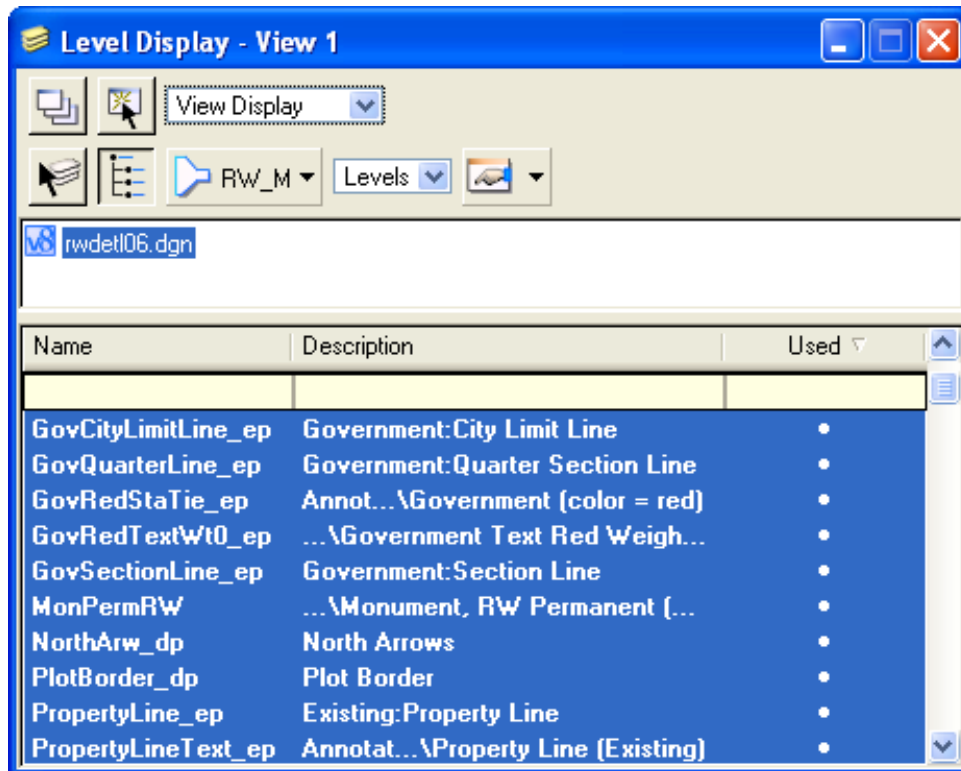 Level Display - View 1
View Display
RW_M Levels
v8 rwdetl06.dgn
Name Description Used
GovCityLimitLine_ep Government:City Limit Line
GovQuarterLine_ep Government:Quarter Section Line
GovRedStaTie_ep Annot...\Government (color = red)
GovRedTextWt0_ep ...\Government Text Red Weigh...
GovSectionLine_ep Government:Section Line
MonPermRW ...\Monument, RW Permanent (...
NorthArw_dp North Arrows
PlotBorder_dp Plot Border
PropertyLine_ep Existing:Property Line
PropertyLineText_ep Annotat...\Property Line (Existing)